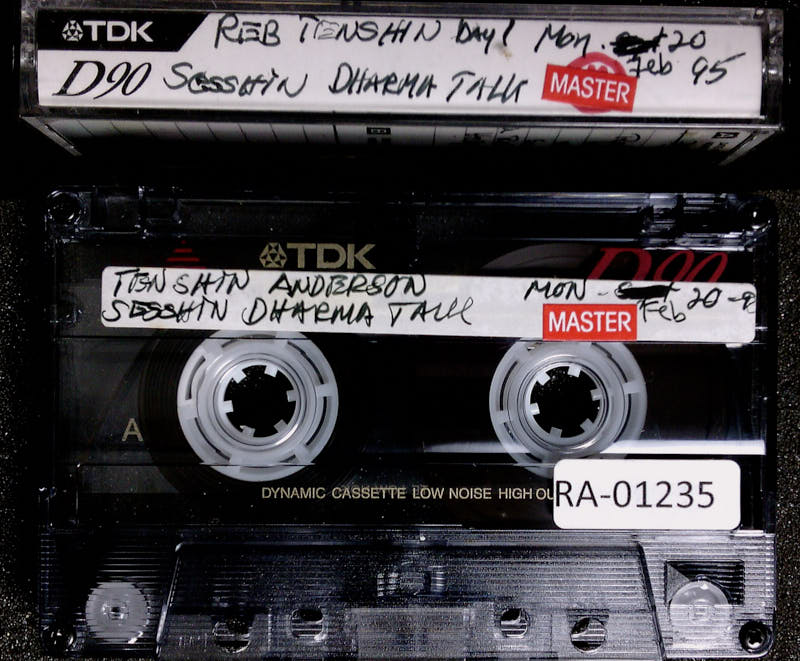 TDK REB TENSHIN DAY 1 MON. 20
Feb 95
D90 SESSHIN DHARMA TALK MASTER
TDK
D90
TENSHIN ANDERSON MON - 20 -
SESSHIN DHARMA TALK Feb
MASTER
A
DYNAMIC CASSETTE LOW NOISE HIGH
RA-01235